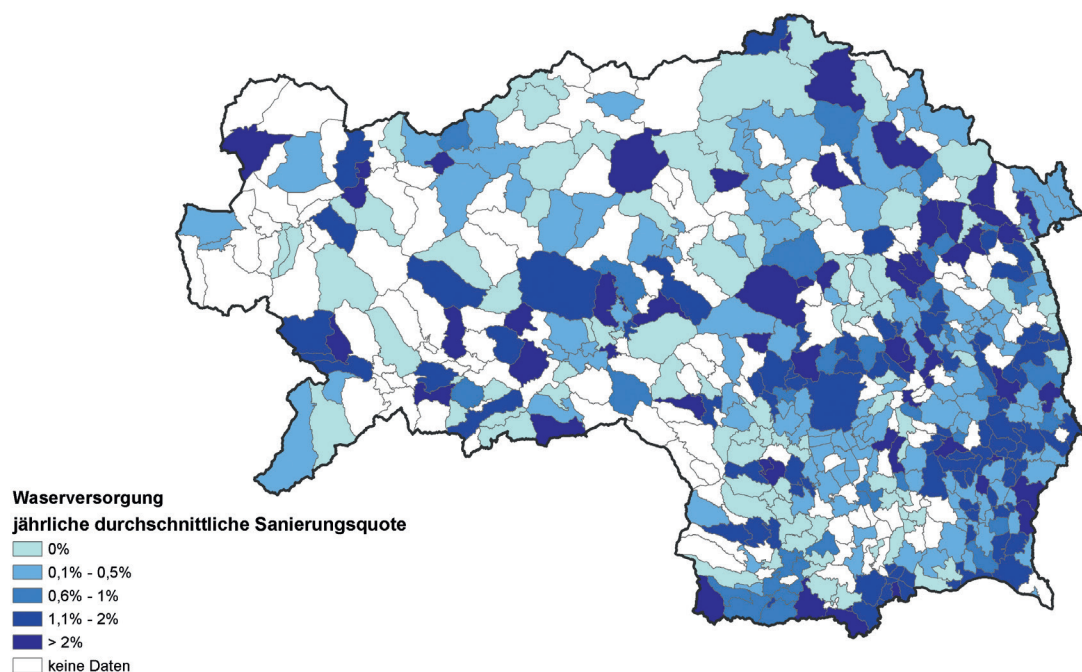 Waserversorgung
jährliche durchschnittliche Sanierungsquote
0%
0,1% - 0,5%
0,6% - 1%
1,1% - 2%
> 2%
keine Daten